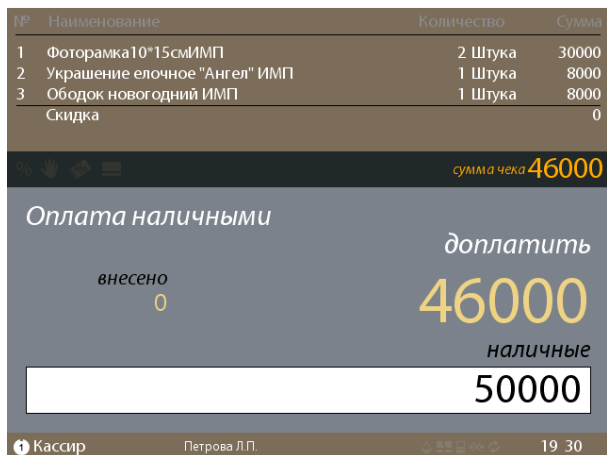 № Наименование Количество Сумма
1 Фоторамка10*15смИМП 2 Штука 30000
2 Украшение елочное "Ангел" ИМП 1 Штука 8000
3 Ободок новогодний ИМП 1 Штука 8000
Скидка 0
% сумма чека 46000
Оплата наличными
доплатить
внесено
0
46000
наличные
50000
1 Кассир Петрова Л.П. 19 30